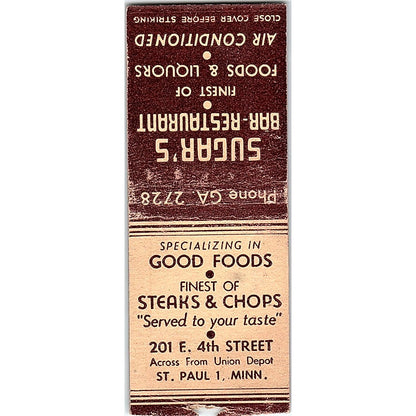 SUGAR'S
BAR-RESTAURANT
FINEST OF
FOODS & LIQUORS
AIR CONDITIONED
CLOSE COVER BEFORE STRIKING
Phone GA. 2728
SPECIALIZING IN
GOOD FOODS
FINEST OF
STEAKS & CHOPS
"Served to your taste"
201 E. 4th STREET
Across From Union Depot
ST. PAUL 1, MINN.